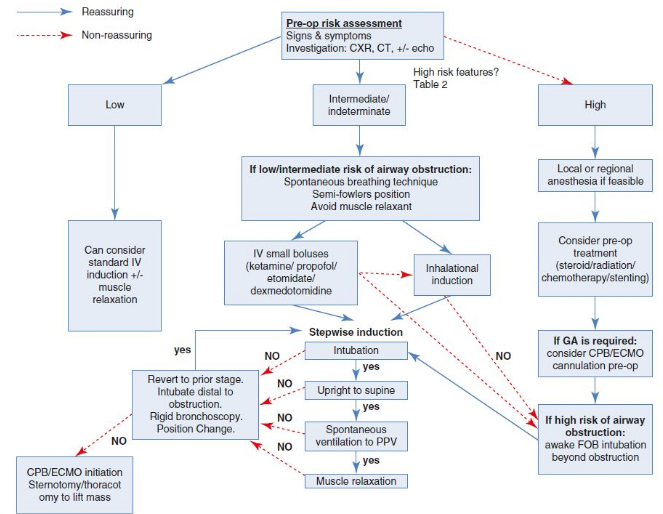 Reassuring
Non-reassuring
Pre-op risk assessment
Signs & symptoms
Investigation: CXR, CT, +/- echo
High risk features?
Table 2
Low
Intermediate/
indeterminate
High
If low/intermediate risk of airway obstruction:
Spontaneous breathing technique
Semi-fowlers position
Avoid muscle relaxant
Local or regional
anesthesia if feasible
Can consider
standard IV
induction +/-
muscle
relaxation
IV small boluses
(ketamine/ propofol/
etomidate/
dexmedotomidine
Inhalational
induction
Consider pre-op
treatment
(steroid/radiation/
chemotherapy/stenting)
Stepwise induction
Intubation
yes
Upright to supine
yes
Spontaneous
ventilation to PPV
yes
Muscle relaxation
yes
NO
NO
NO
NO
NO
Revert to prior stage.
Intubate distal to
obstruction.
Rigid bronchoscopy.
Position Change.
NO
CPB/ECMO initiation
Sternotomy/thoracot
omy to lift mass
If GA is required:
consider CPB/ECMO
cannulation pre-op
If high risk of airway
obstruction:
awake FOB intubation
beyond obstruction